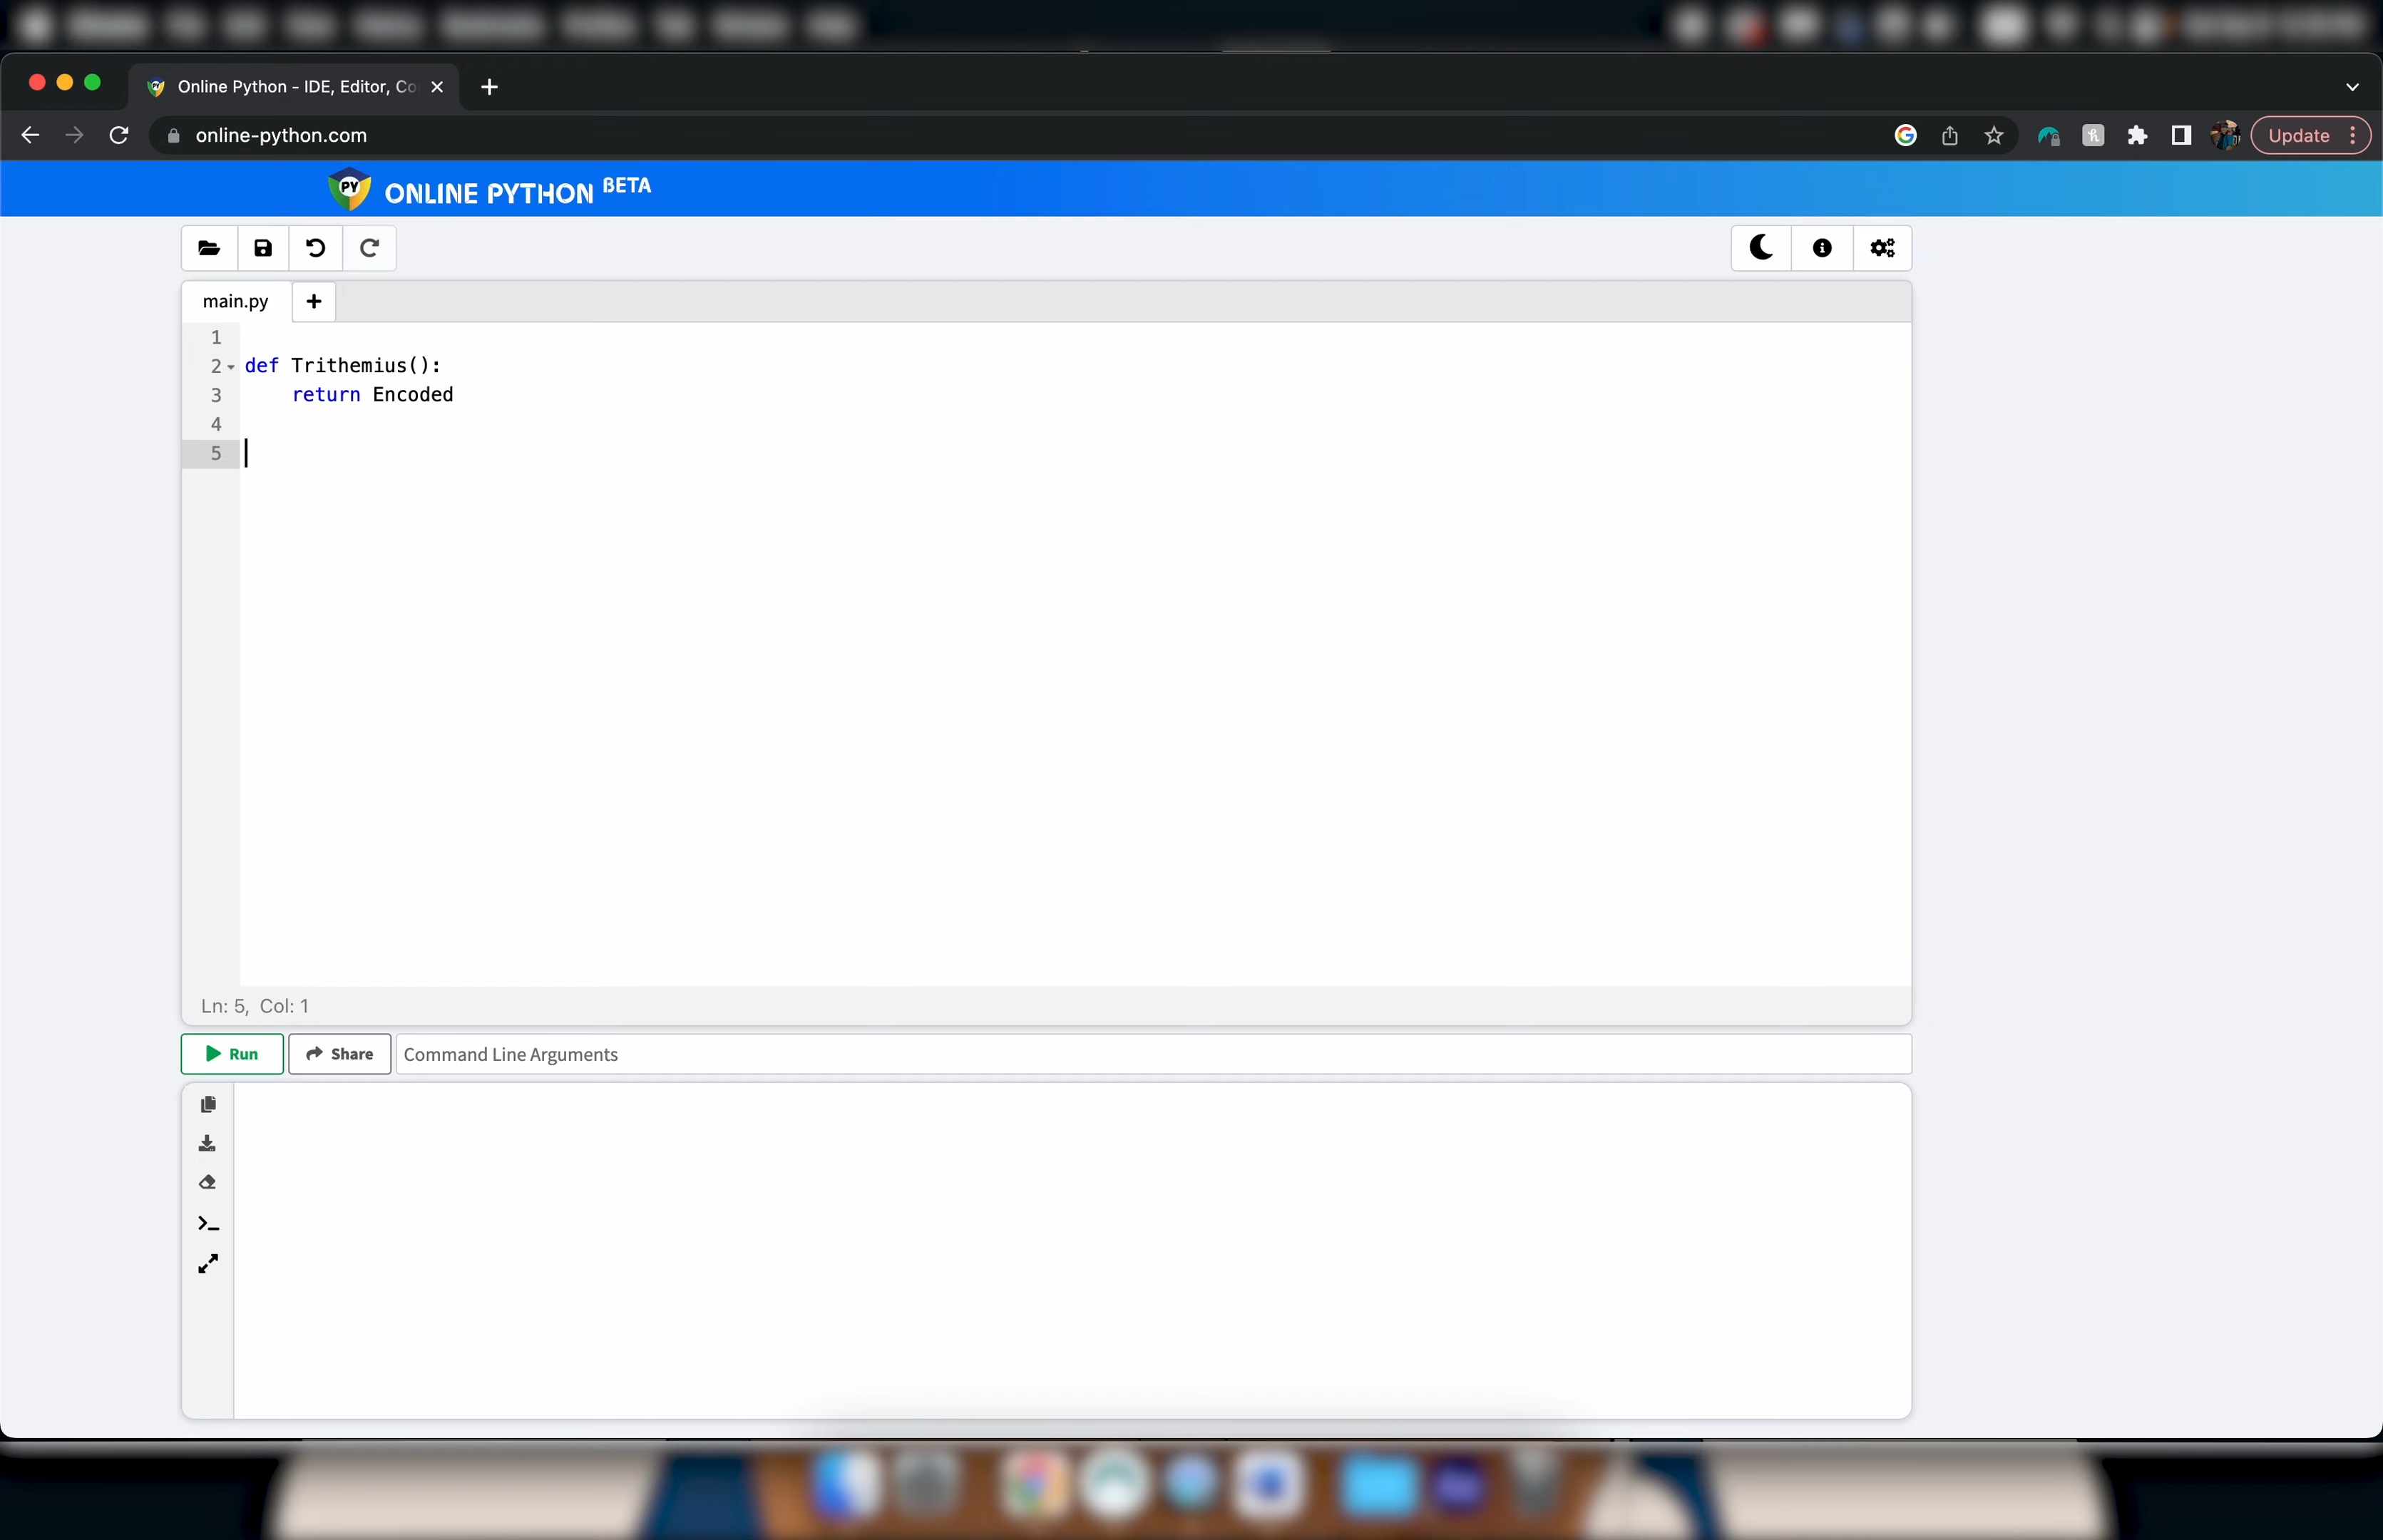 Online Python - IDE, Editor, Co
online-python.com
Update
PY ONLINE PYTHON BETA
main.py
1
2 def Trithemius():
3 return Encoded
4
5
Ln: 5, Col: 1
Run
Share
Command Line Arguments